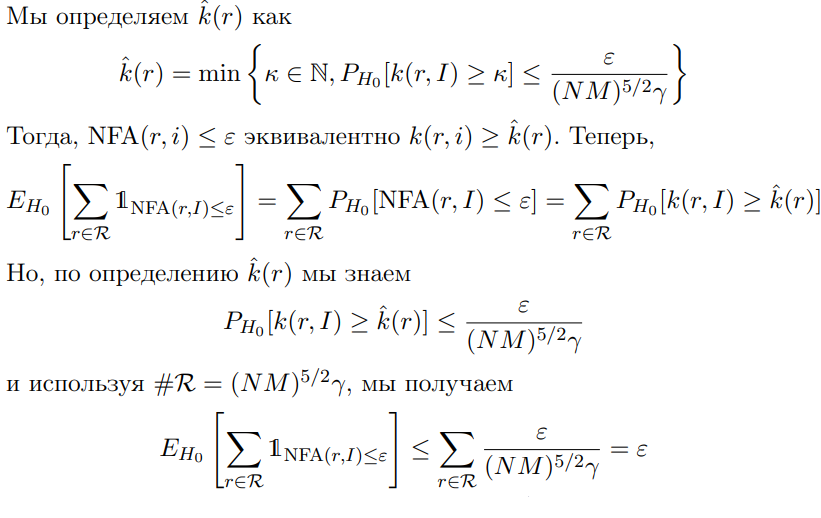 Мы определяем $\hat{k}(r)$ как
$$\hat{k}(r) = \min\left\{\kappa \in \mathbb{N}, P_{H_0}[k(r, I) \geq \kappa] \leq \frac{\varepsilon}{(NM)^{5/2}\gamma}\right\}$$
Тогда, $\mathrm{NFA}(r, i) \leq \varepsilon$ эквивалентно $k(r, i) \geq \hat{k}(r)$. Теперь,
$$E_{H_0}\left[\sum_{r \in \mathcal{R}} \mathbb{1}_{\mathrm{NFA}(r,I) \leq \varepsilon}\right] = \sum_{r \in \mathcal{R}} P_{H_0}[\mathrm{NFA}(r, I) \leq \varepsilon] = \sum_{r \in \mathcal{R}} P_{H_0}[k(r, I) \geq \hat{k}(r)]$$
Но, по определению $\hat{k}(r)$ мы знаем
$$P_{H_0}[k(r, I) \geq \hat{k}(r)] \leq \frac{\varepsilon}{(NM)^{5/2}\gamma}$$
и используя $\#\mathcal{R} = (NM)^{5/2}\gamma$, мы получаем
$$E_{H_0}\left[\sum_{r \in \mathcal{R}} \mathbb{1}_{\mathrm{NFA}(r,I) \leq \varepsilon}\right] \leq \sum_{r \in \mathcal{R}} \frac{\varepsilon}{(NM)^{5/2}\gamma} = \varepsilon$$